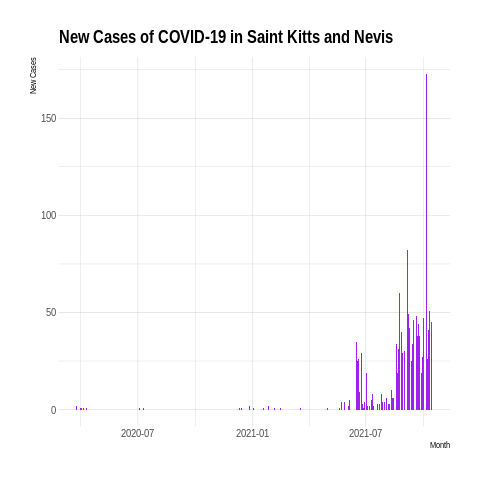 New Cases of COVID-19 in Saint Kitts and Nevis
New Cases
150
100
50
0
2020-07
2021-01
2021-07
Month